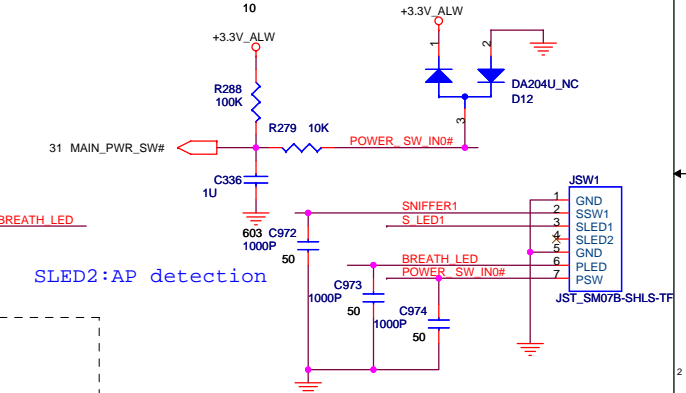 10
+3.3V_ALW
+3.3V_ALW
1
2
R288
100K
DA204U_NC
D12
3
R279 10K
31 MAIN_PWR_SW#
POWER_SW_IN0#
C336
1U
JSW1
BREATH_LED
603
C972
1000P
50
SNIFFER1
S_LED1
1 GND
2 SSW1
3 SLED1
4 SLED2
5 GND
6 PLED
7 PSW
BREATH_LED
POWER_SW_IN0#
SLED2:AP detection
C973
1000P
50
C974
1000P
50
JST_SM07B-SHLS-TF
2